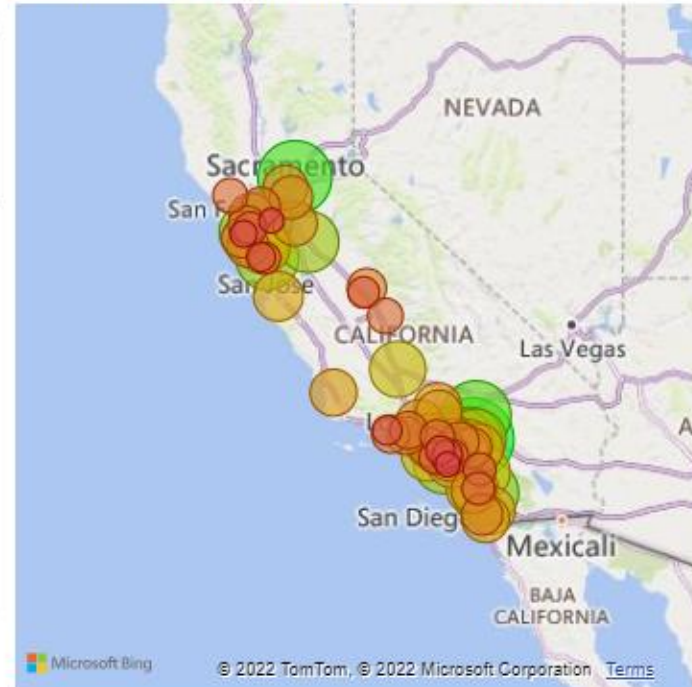 NEVADA
Sacramento
San F
San Jose
CALIFORNIA
Las Vegas
L
A
San Dieg
Mexicali
BAJA
CALIFORNIA
Microsoft Bing
© 2022 TomTom, © 2022 Microsoft Corporation Terms